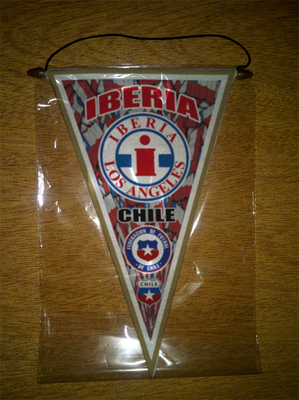 IBERIA
IBERIA
i
LOS ANGELES
CHILE
FEDERACION DE FUTBOL
DE CHILE
CHILE